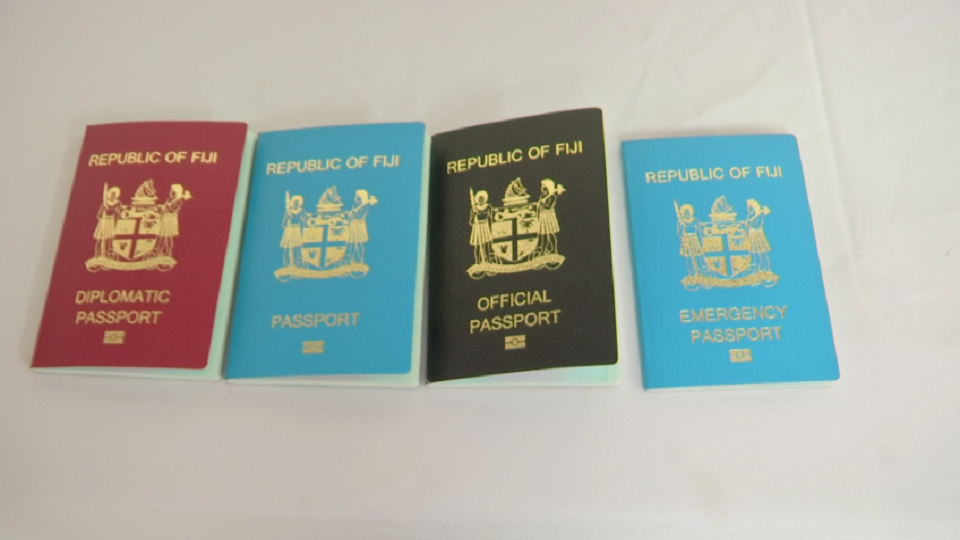 REPUBLIC OF FIJI
DIPLOMATIC
PASSPORT
REPUBLIC OF FIJI
PASSPORT
REPUBLIC OF FIJI
OFFICIAL
PASSPORT
REPUBLIC OF FIJI
EMERGENCY
PASSPORT